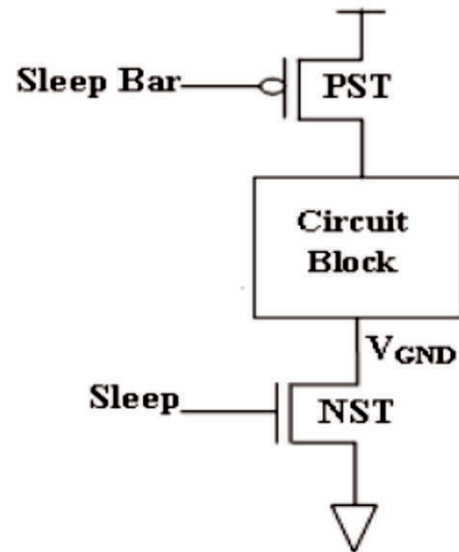 Sleep Bar
PST
Circuit
Block
VGND
Sleep
NST